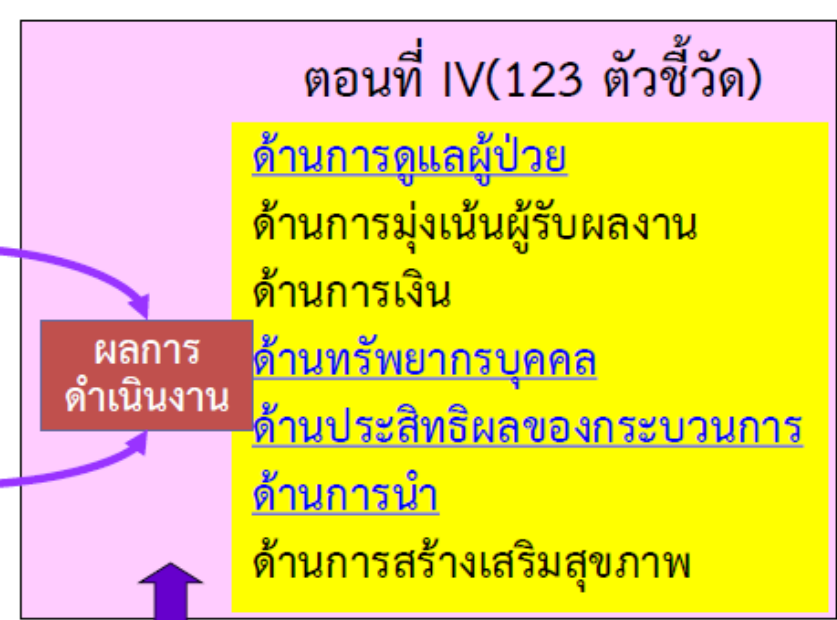 ตอนที่ IV(123 ตัวชี้วัด)
ด้านการดูแลผู้ป่วย
ด้านการมุ่งเน้นผู้รับผลงาน
ด้านการเงิน
ผลการ
ดำเนินงาน
ด้านทรัพยากรบุคคล
ด้านประสิทธิผลของกระบวนการ
ด้านการนำ
ด้านการสร้างเสริมสุขภาพ